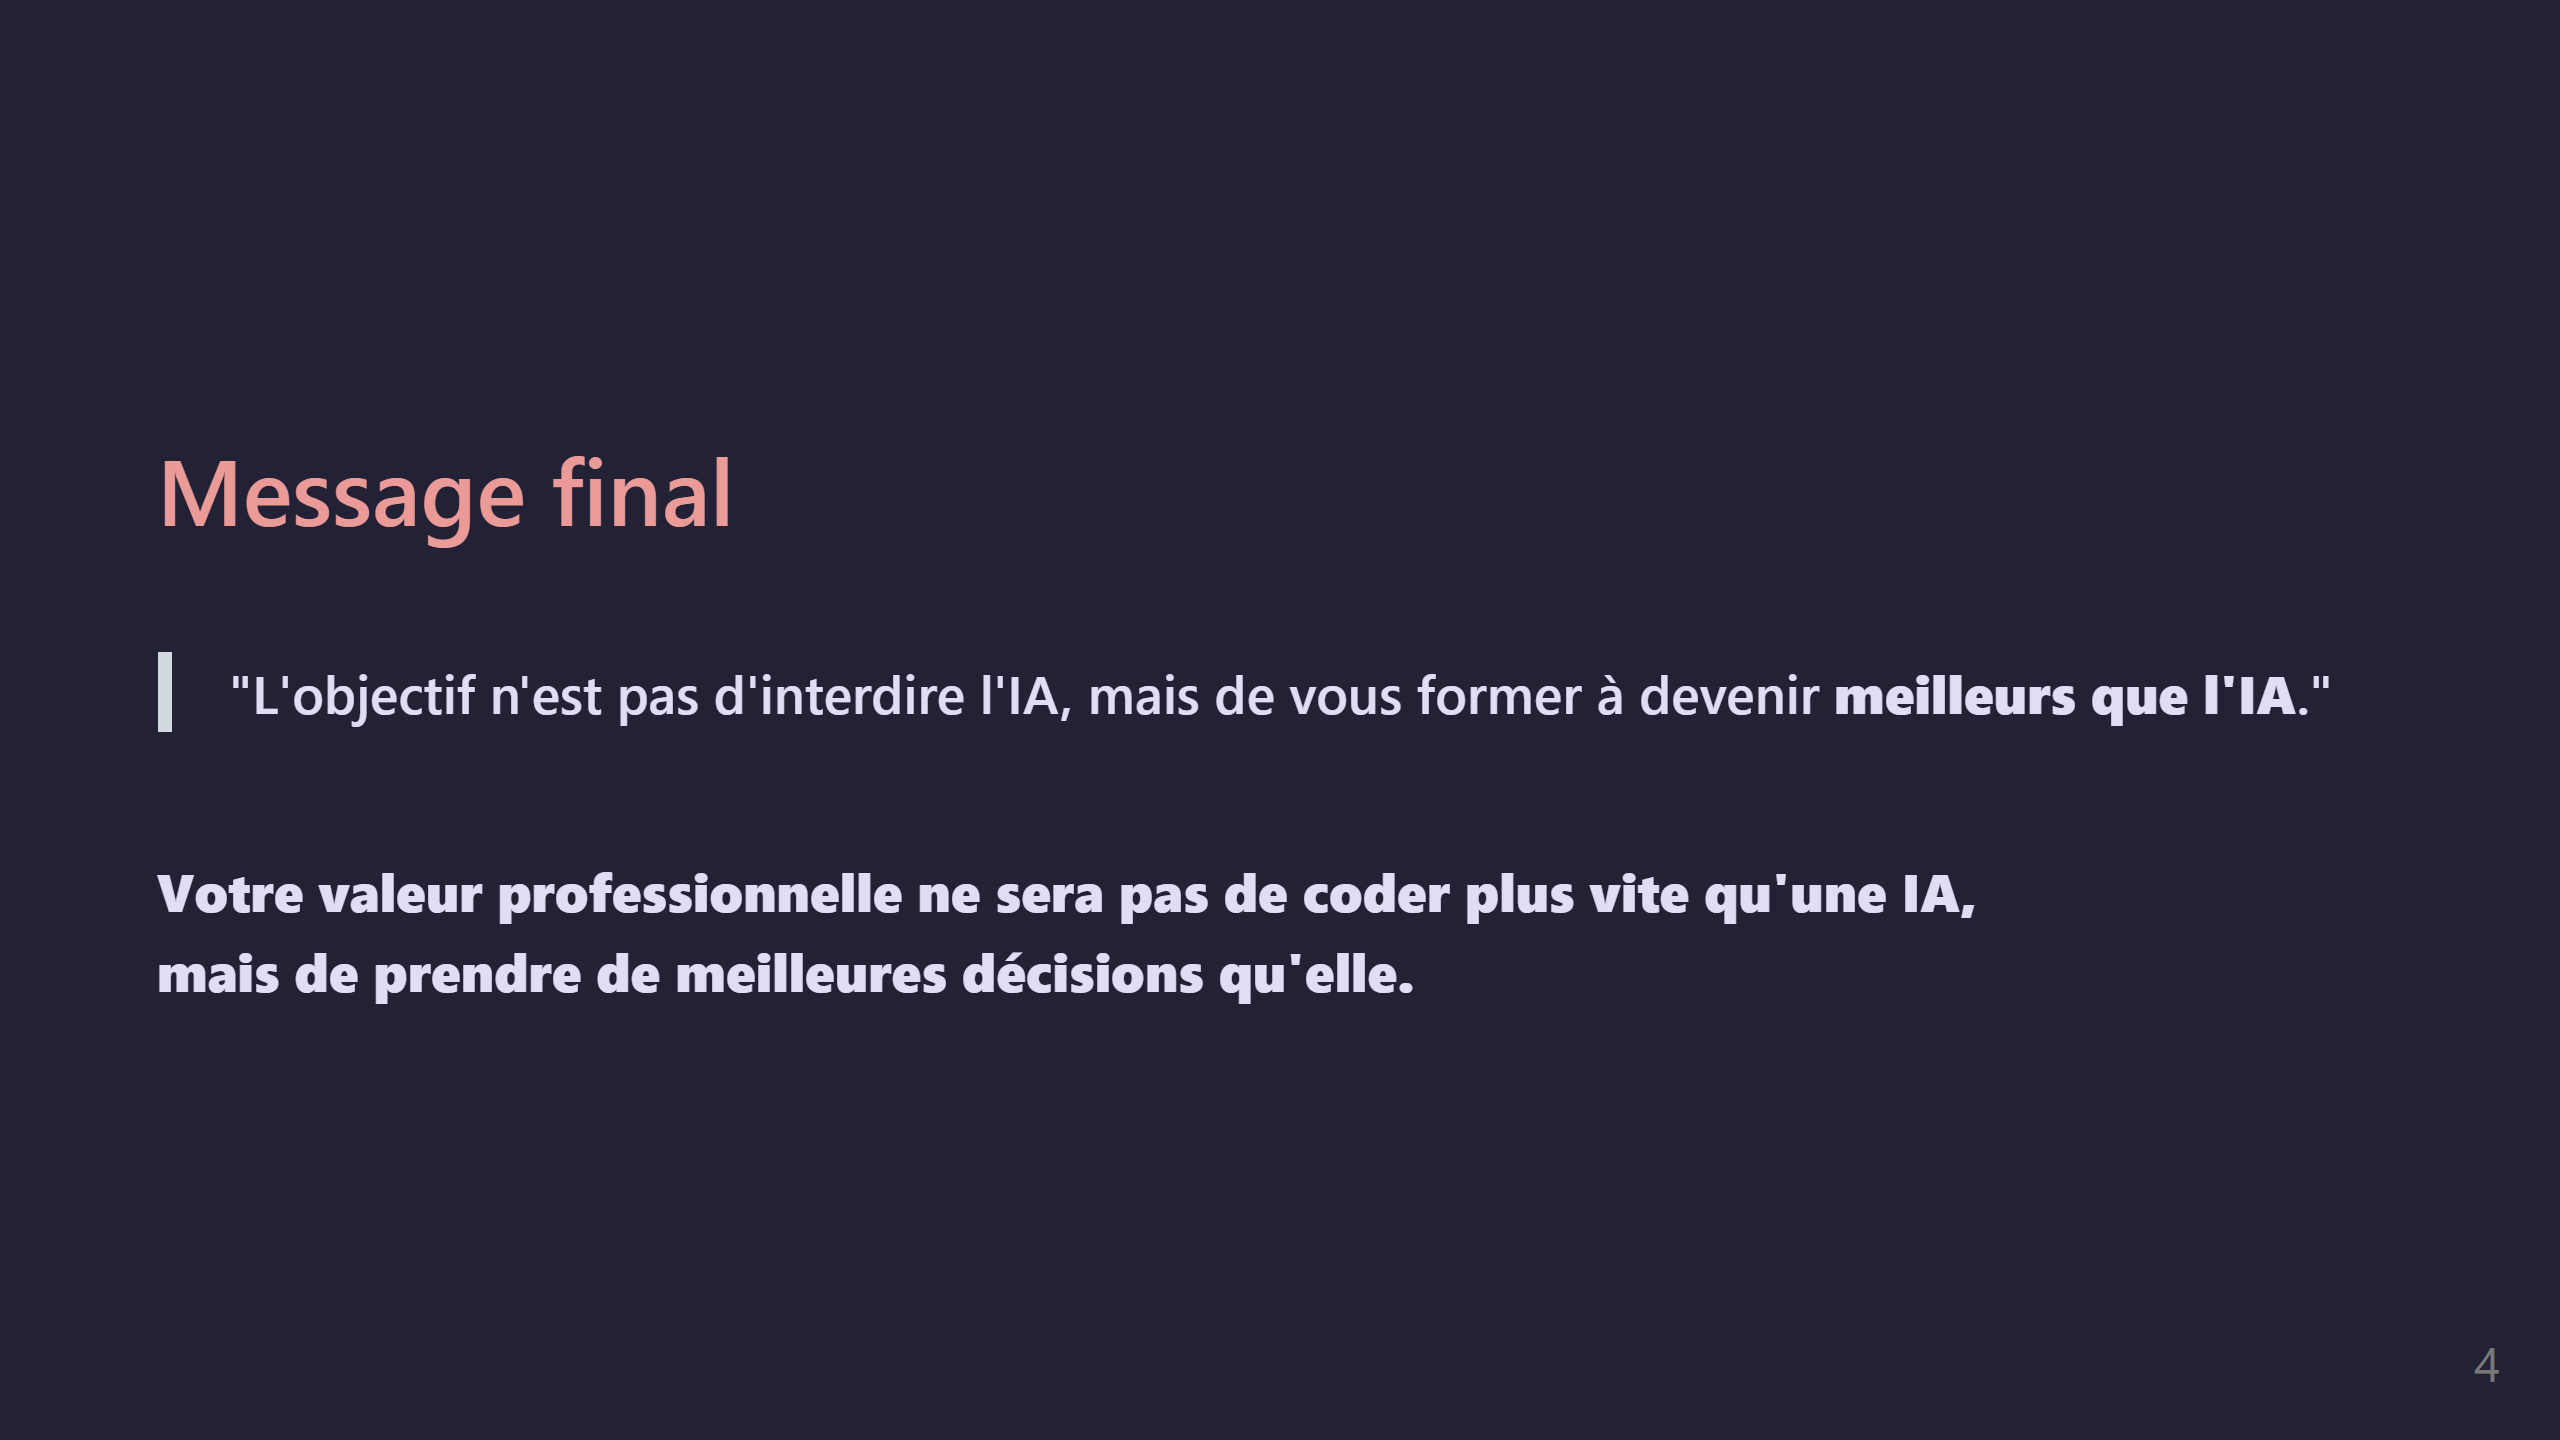 Message final
"L'objectif n'est pas d'interdire l'IA, mais de vous former à devenir meilleurs que l'IA."
Votre valeur professionnelle ne sera pas de coder plus vite qu'une IA,
mais de prendre de meilleures décisions qu'elle.
4